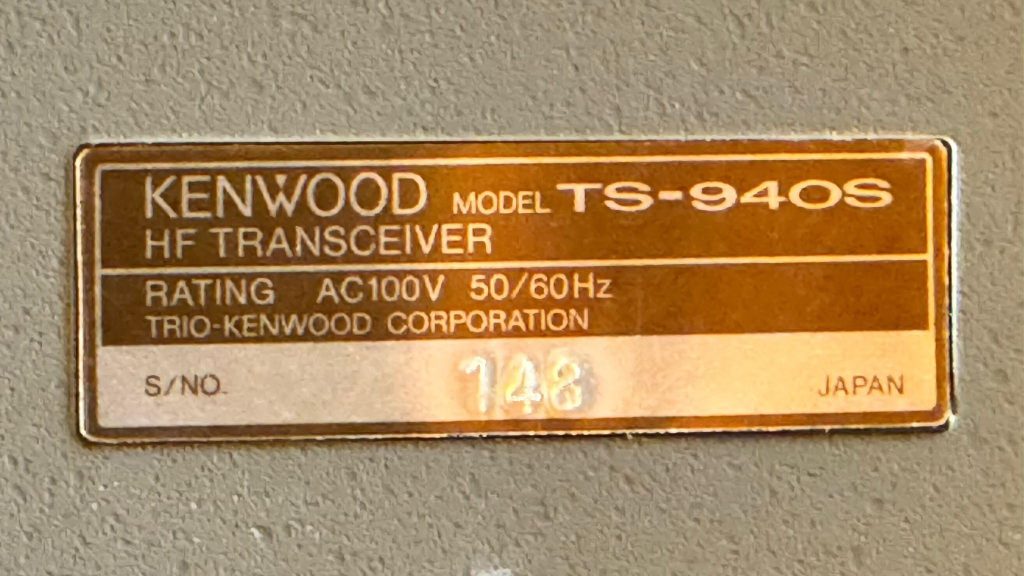 KENWOOD MODEL TS-940S
HF TRANSCEIVER
RATING AC100V 50/60Hz
TRIO-KENWOOD CORPORATION
S/NO. 148 JAPAN